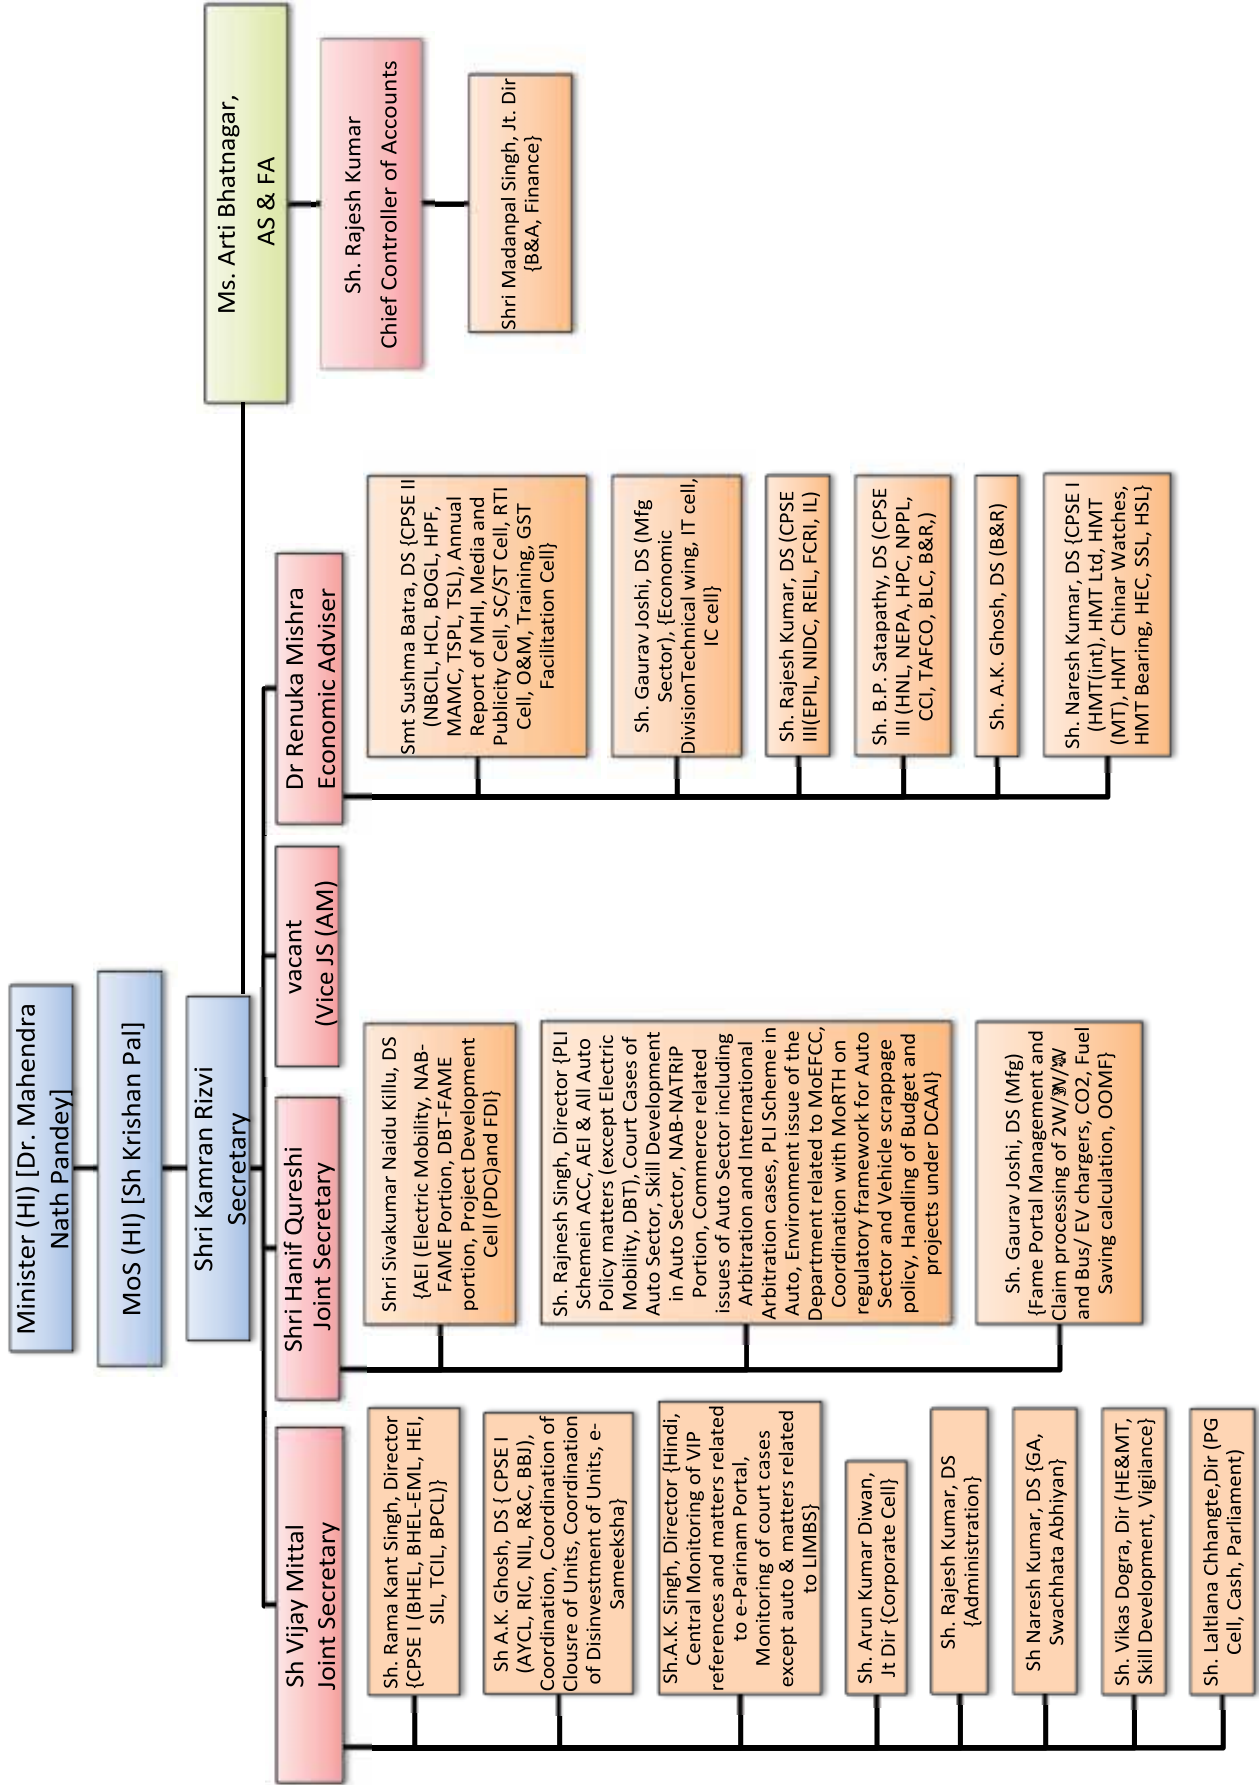 Minister (HI) [Dr. Mahendra
Nath Pandey]
MoS (HI) [Sh Krishan Pal]
Shri Kamran Rizvi
Secretary
Ms. Arti Bhatnagar,
AS & FA
Sh. Rajesh Kumar
Chief Controller of Accounts
Shri Madanpal Singh, Jt. Dir
{B&A, Finance}
Sh Vijay Mittal
Joint Secretary
Sh. Rama Kant Singh, Director
{CPSE I (BHEL, BHEL-EML, HEI,
SIL, TCIL, BPCL)}
Sh A.K. Ghosh, DS { CPSE I
(AYCL, RIC, NIL, R&C, BBJ),
Coordination, Coordination of
Clousre of Units, Coordination
of Disinvestment of Units, e-
Sameeksha}
Sh.A.K. Singh, Director {Hindi,
Central Monitoring of VIP
references and matters related
to e-Parinam Portal,
Monitoring of court cases
except auto & matters related
to LIMBS}
Sh. Arun Kumar Diwan,
Jt Dir {Corporate Cell}
Sh. Rajesh Kumar, DS
{Administration}
Sh Naresh Kumar, DS {GA,
Swachhata Abhiyan}
Sh. Vikas Dogra, Dir (HE&MT,
Skill Development, Vigilance}
Sh. Laltlana Chhangte,Dir (PG
Cell, Cash, Parliament)
Shri Hanif Qureshi
Joint Secretary
Shri Sivakumar Naidu Killu, DS
{AEI (Electric Mobility, NAB-
FAME Portion, DBT-FAME
portion, Project Development
Cell (PDC)and FDI}
Sh. Rajnesh Singh, Director {PLI
Schemein ACC, AEI & All Auto
Policy matters (except Electric
Mobility, DBT), Court Cases of
Auto Sector, Skill Development
in Auto Sector, NAB-NATRiP
Portion, Commerce related
issues of Auto Sector including
Arbitration and International
Arbitration cases, PLI Scheme in
Auto, Environment issue of the
Department related to MoEFCC,
Coordination with MoRTH on
regulatory framework for Auto
Sector and Vehicle scrappage
policy, Handling of Budget and
projects under DCAAI}
Sh. Gaurav Joshi, DS (Mfg)
{Fame Portal Management and
Claim processing of 2W/3W/4W
and Bus/ EV chargers, CO2, Fuel
Saving calculation, OOMF}
vacant
(Vice JS (AM)
Dr Renuka Mishra
Economic Adviser
Smt Sushma Batra, DS {CPSE II
(NBCIL, HCL, BOGL, HPF,
MAMC, TSPL, TSL), Annual
Report of MHI, Media and
Publicity Cell, SC/ST Cell, RTI
Cell, O&M, Training, GST
Facilitation Cell}
Sh. Gaurav Joshi, DS (Mfg
Sector), {Economic
DivisionTechnical wing, IT cell,
IC cell}
Sh. Rajesh Kumar, DS (CPSE
III(EPIL, NIDC, REIL, FCRI, IL)
Sh. B.P. Satapathy, DS (CPSE
III (HNL, NEPA, HPC, NPPL,
CCI, TAFCO, BLC, B&R,)
Sh. A.K. Ghosh, DS (B&R)
Sh. Naresh Kumar, DS {CPSE I
(HMT(int), HMT Ltd, HMT
(MT), HMT Chinar Watches,
HMT Bearing, HEC, SSL, HSL}